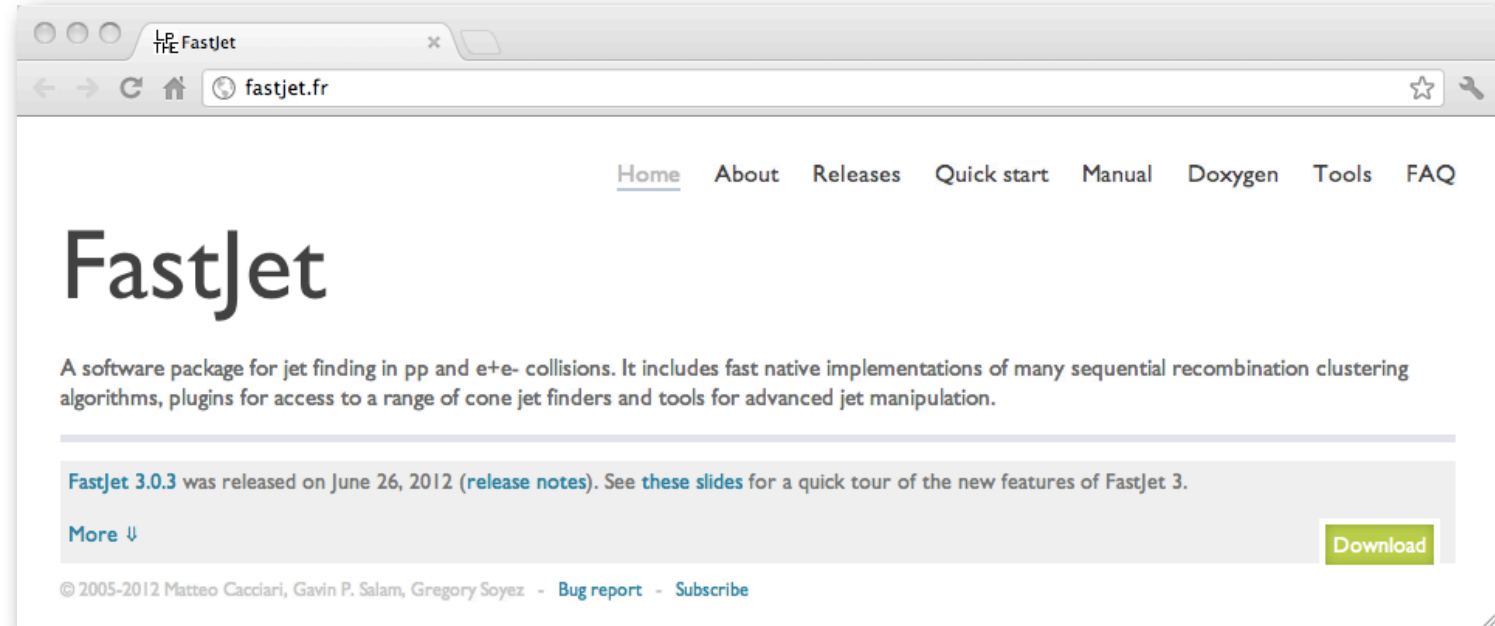 LP
THE FastJet
fastjet.fr
Home About Releases Quick start Manual Doxygen Tools FAQ
FastJet
A software package for jet finding in pp and e+e- collisions. It includes fast native implementations of many sequential recombination clustering
algorithms, plugins for access to a range of cone jet finders and tools for advanced jet manipulation.
FastJet 3.0.3 was released on June 26, 2012 (release notes). See these slides for a quick tour of the new features of FastJet 3.
More ⇓
Download
© 2005-2012 Matteo Cacciari, Gavin P. Salam, Gregory Soyez - Bug report - Subscribe